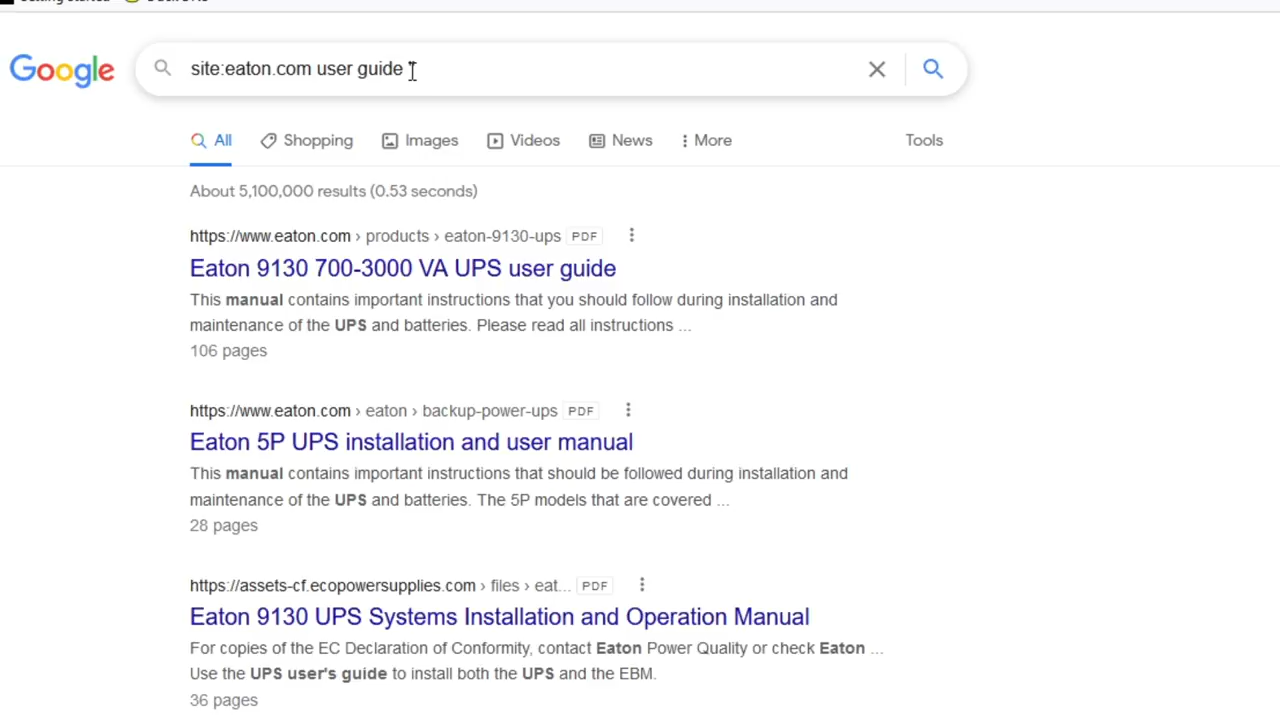 Google
site:eaton.com user guide
All Shopping Images Videos News More Tools
About 5,100,000 results (0.53 seconds)
https://www.eaton.com › products › eaton-9130-ups PDF
Eaton 9130 700-3000 VA UPS user guide
This manual contains important instructions that you should follow during installation and
maintenance of the UPS and batteries. Please read all instructions ...
106 pages
https://www.eaton.com › eaton › backup-power-ups PDF
Eaton 5P UPS installation and user manual
This manual contains important instructions that should be followed during installation and
maintenance of the UPS and batteries. The 5P models that are covered ...
28 pages
https://assets-cf.ecopowersupplies.com › files › eat... PDF
Eaton 9130 UPS Systems Installation and Operation Manual
For copies of the EC Declaration of Conformity, contact Eaton Power Quality or check Eaton ...
Use the UPS user's guide to install both the UPS and the EBM.
36 pages